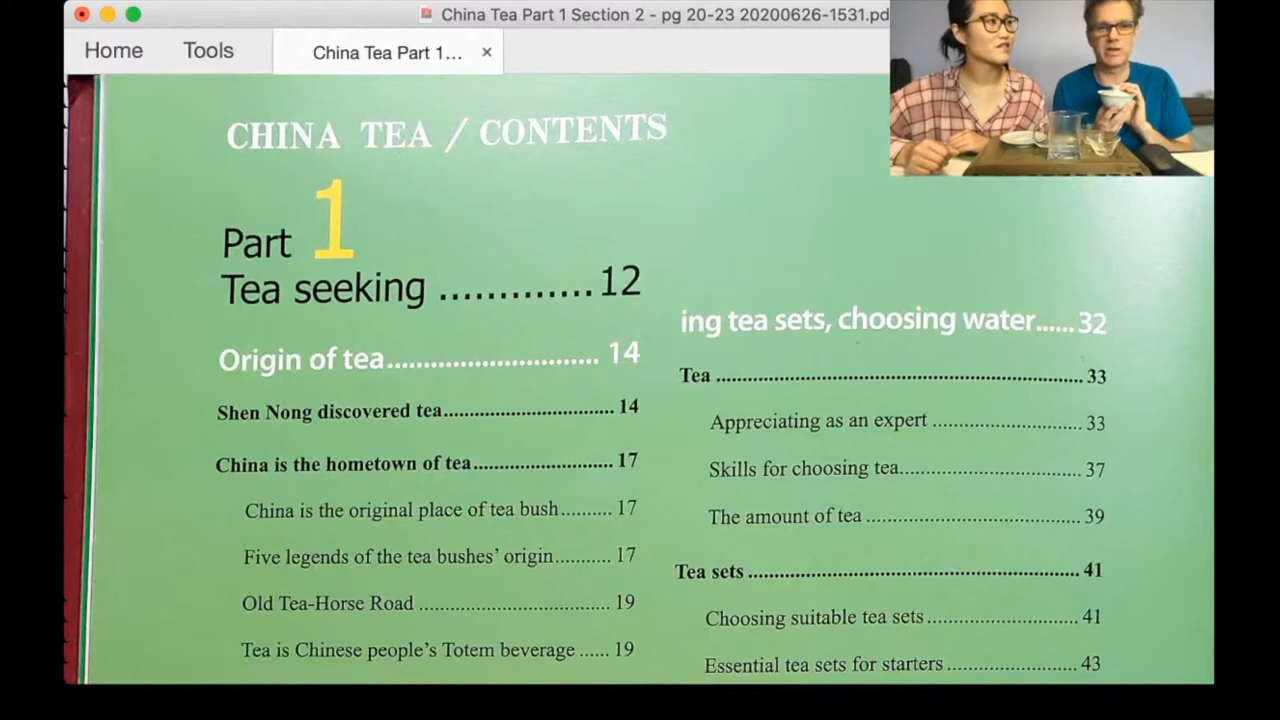 China Tea Part 1 Section 2 - pg 20-23 20200626-1531.pd
Home
Tools
China Tea Part 1...
×
CHINA TEA / CONTENTS
Part 1
Tea seeking .............12
Origin of tea.............................. 14
Shen Nong discovered tea.................................. 14
China is the hometown of tea........................... 17
China is the original place of tea bush.......... 17
Five legends of the tea bushes' origin........... 17
Old Tea-Horse Road ...................................... 19
Tea is Chinese people's Totem beverage ...... 19
ing tea sets, choosing water......32
Tea ......................................................................... 33
Appreciating as an expert .............................. 33
Skills for choosing tea.................................... 37
The amount of tea ........................................... 39
Tea sets .................................................................. 41
Choosing suitable tea sets .............................. 41
Essential tea sets for starters .......................... 43